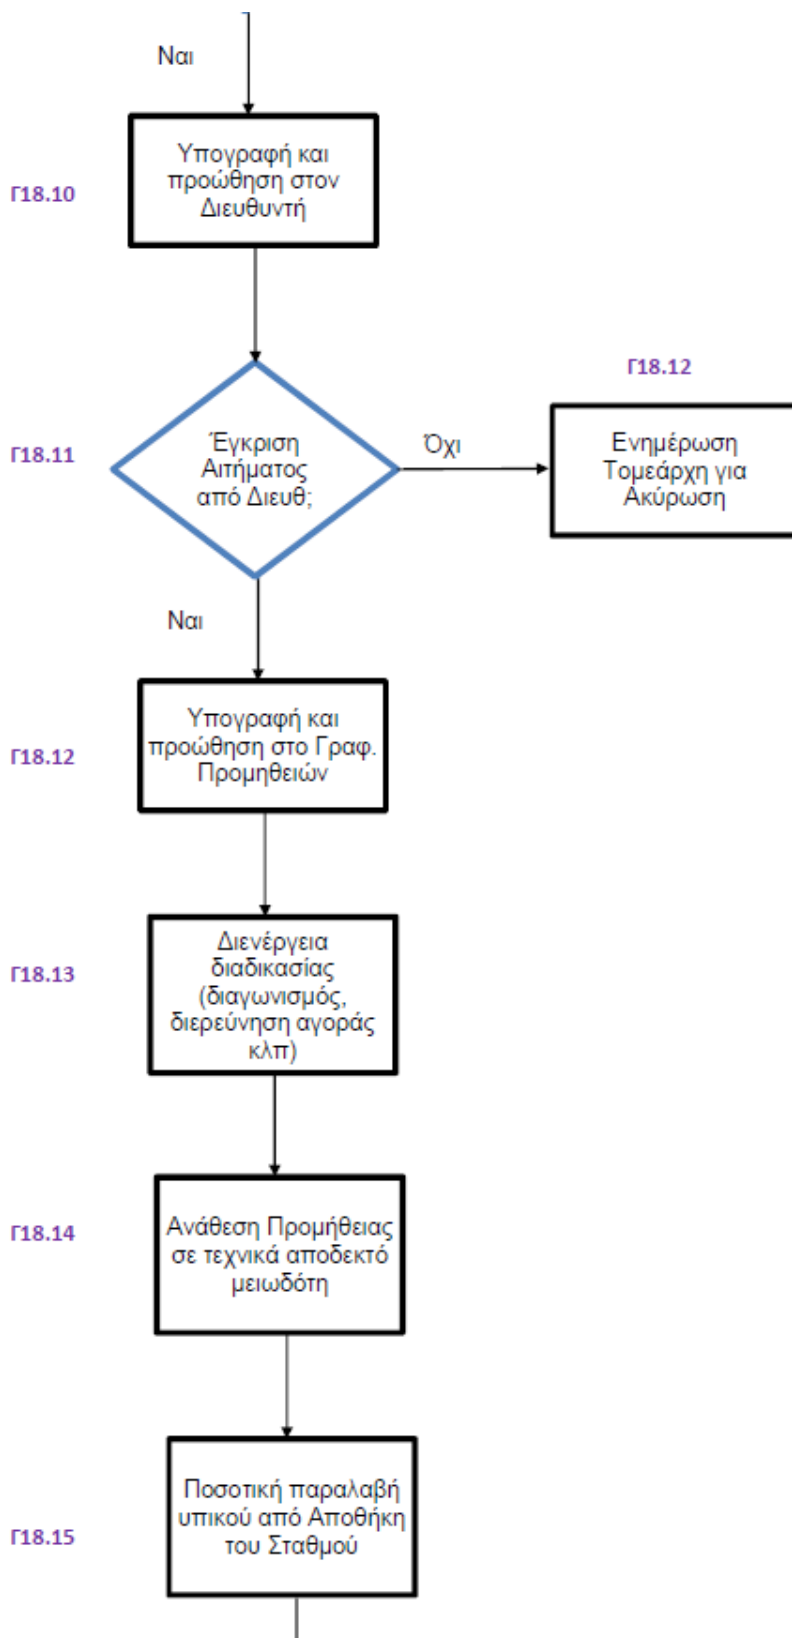 Ναι
Υπογραφή και
προώθηση στον
Διευθυντή
Γ18.10
Γ18.12
Γ18.11
Έγκριση
Αιτήματος
από Διευθ;
Όχι
Ενημέρωση
Τομεάρχη για
Ακύρωση
Ναι
Υπογραφή και
προώθηση στο Γραφ.
Προμηθειών
Γ18.12
Διενέργεια
διαδικασίας
(διαγωνισμός,
διερεύνηση αγοράς
κλπ)
Γ18.13
Ανάθεση Προμήθειας
σε τεχνικά αποδεκτό
μειωδότη
Γ18.14
Ποσοτική παραλαβή
υπικού από Αποθήκη
του Σταθμού
Γ18.15